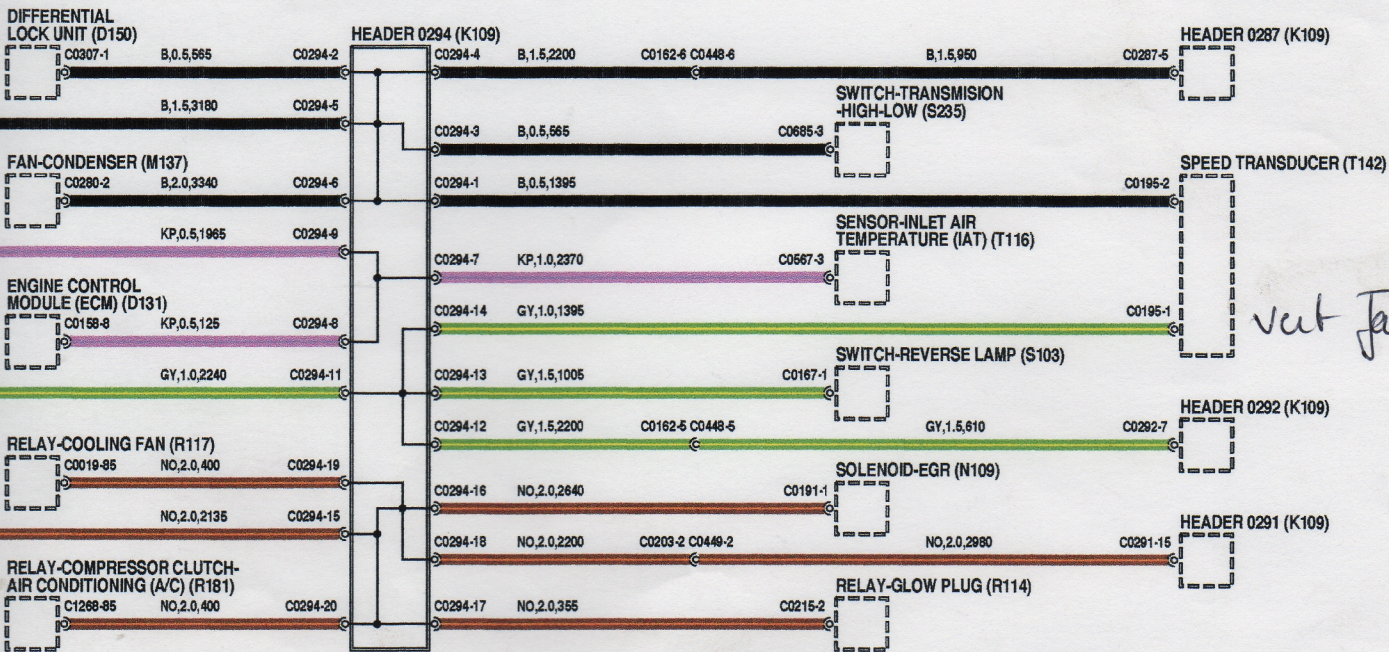 DIFFERENTIAL
LOCK UNIT (D150)
C0307-1 B,0.5,565 C0294-2
B,1.5,3180 C0294-5
FAN-CONDENSER (M137)
C0280-2 B,2.0,3340 C0294-6
KP,0.5,1965 C0294-9
ENGINE CONTROL
MODULE (ECM) (D131)
C0158-8 KP,0.5,125 C0294-8
GY,1.0,2240 C0294-11
RELAY-COOLING FAN (R117)
C0019-85 NO,2.0,400 C0294-19
NO,2.0,2135 C0294-15
RELAY-COMPRESSOR CLUTCH-
AIR CONDITIONING (A/C) (R181)
C1268-85 NO,2.0,400 C0294-20
HEADER 0294 (K109)
C0294-4 B,1.5,2200 C0162-6 C0448-6 B,1.5,950 C0287-5
HEADER 0287 (K109)
SWITCH-TRANSMISION
-HIGH-LOW (S235)
C0294-3 B,0.5,565 C0685-3
C0294-1 B,0.5,1395 C0195-2
SPEED TRANSDUCER (T142)
SENSOR-INLET AIR
TEMPERATURE (IAT) (T116)
C0294-7 KP,1.0,2370 C0567-3
C0294-14 GY,1.0,1395 C0195-1
vert
SWITCH-REVERSE LAMP (S103)
C0294-13 GY,1.5,1005 C0167-1
C0294-12 GY,1.5,2200 C0162-5 C0448-5 GY,1.5,610 C0292-7
HEADER 0292 (K109)
SOLENOID-EGR (N109)
C0294-16 NO,2.0,2640 C0191-1
C0294-18 NO,2.0,2200 C0203-2 C0449-2 NO,2.0,2980 C0291-15
HEADER 0291 (K109)
RELAY-GLOW PLUG (R114)
C0294-17 NO,2.0,355 C0215-2